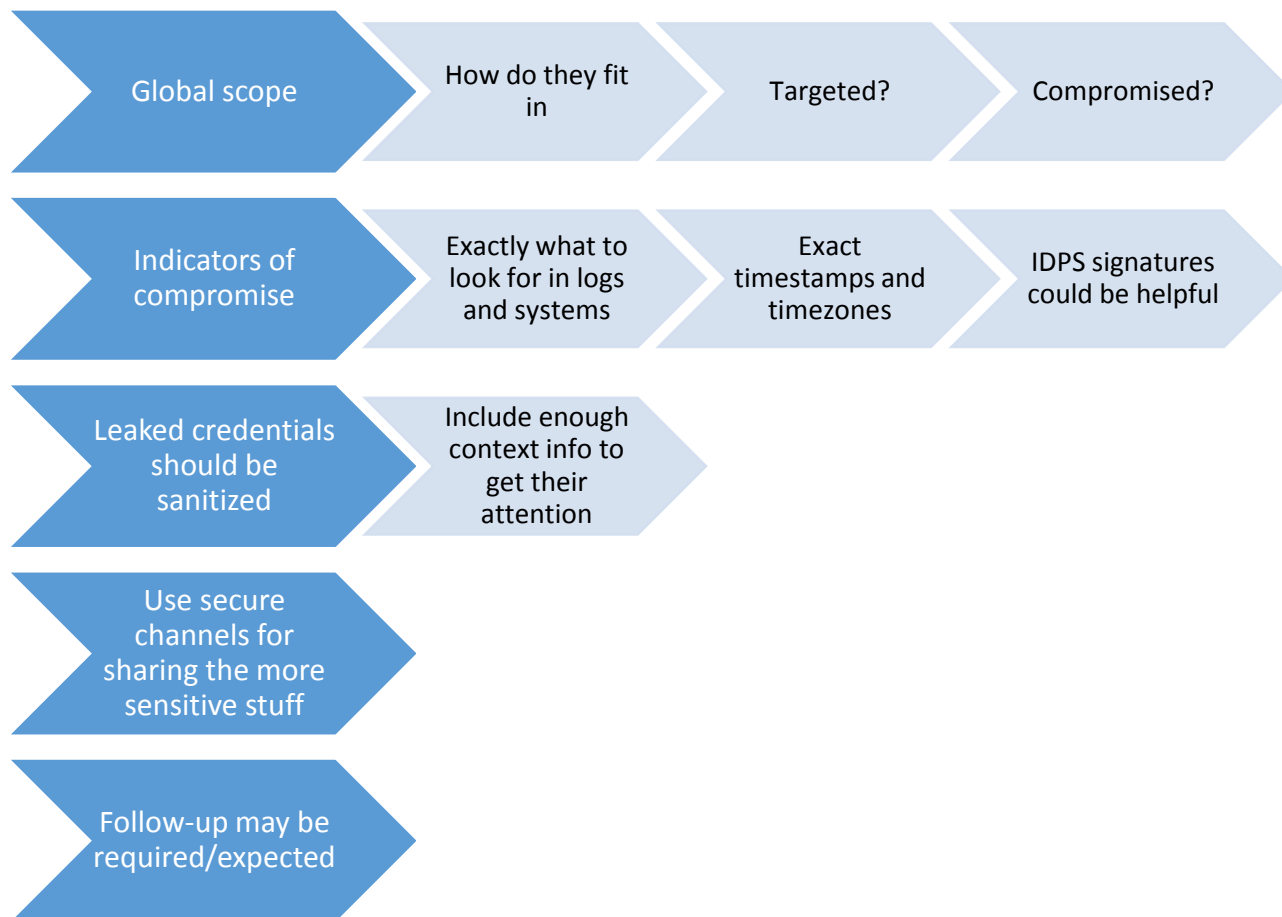 Global scope
How do they fit
in
Targeted?
Compromised?
Indicators of
compromise
Exactly what to
look for in logs
and systems
Exact
timestamps and
timezones
IDPS signatures
could be helpful
Leaked credentials
should be
sanitized
Include enough
context info to
get their
attention
Use secure
channels for
sharing the more
sensitive stuff
Follow-up may be
required/expected